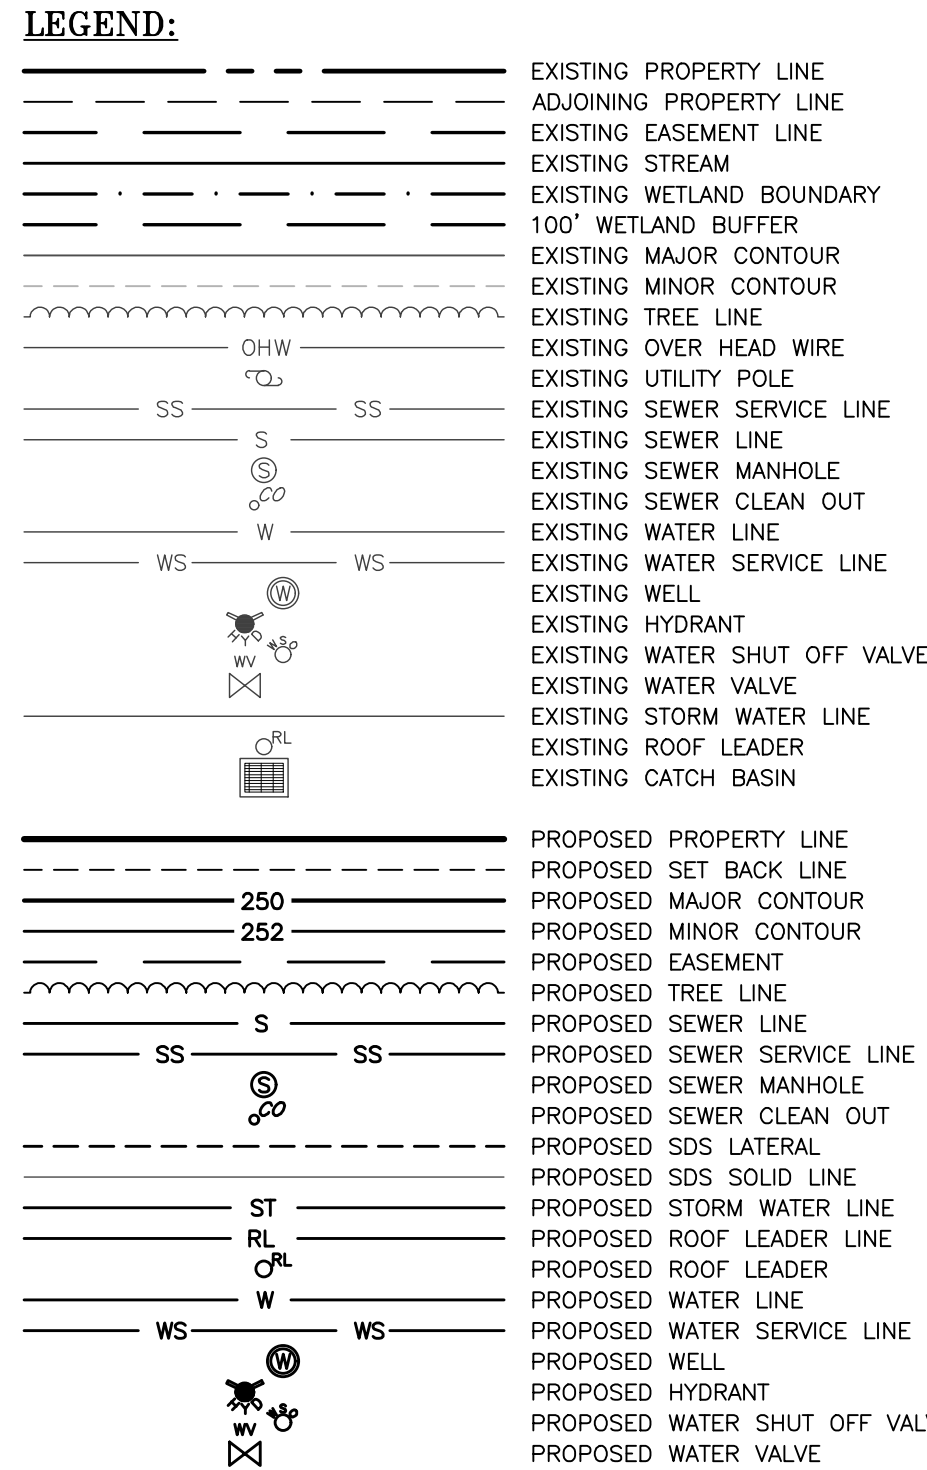 LEGEND:
EXISTING PROPERTY LINE
ADJOINING PROPERTY LINE
EXISTING EASEMENT LINE
EXISTING STREAM
EXISTING WETLAND BOUNDARY
100' WETLAND BUFFER
EXISTING MAJOR CONTOUR
EXISTING MINOR CONTOUR
EXISTING TREE LINE
OHW EXISTING OVER HEAD WIRE
EXISTING UTILITY POLE
SS SS EXISTING SEWER SERVICE LINE
S EXISTING SEWER LINE
S EXISTING SEWER MANHOLE
CO EXISTING SEWER CLEAN OUT
W EXISTING WATER LINE
WS WS EXISTING WATER SERVICE LINE
W EXISTING WELL
HYD EXISTING HYDRANT
WSO EXISTING WATER SHUT OFF VALVE
WV EXISTING WATER VALVE
EXISTING STORM WATER LINE
RL EXISTING ROOF LEADER
EXISTING CATCH BASIN
PROPOSED PROPERTY LINE
PROPOSED SET BACK LINE
250 PROPOSED MAJOR CONTOUR
252 PROPOSED MINOR CONTOUR
PROPOSED EASEMENT
PROPOSED TREE LINE
S PROPOSED SEWER LINE
SS SS PROPOSED SEWER SERVICE LINE
S PROPOSED SEWER MANHOLE
CO PROPOSED SEWER CLEAN OUT
PROPOSED SDS LATERAL
PROPOSED SDS SOLID LINE
ST PROPOSED STORM WATER LINE
RL PROPOSED ROOF LEADER LINE
RL PROPOSED ROOF LEADER
W PROPOSED WATER LINE
WS WS PROPOSED WATER SERVICE LINE
W PROPOSED WELL
HYD PROPOSED HYDRANT
WSO PROPOSED WATER SHUT OFF
WV PROPOSED WATER VALVE